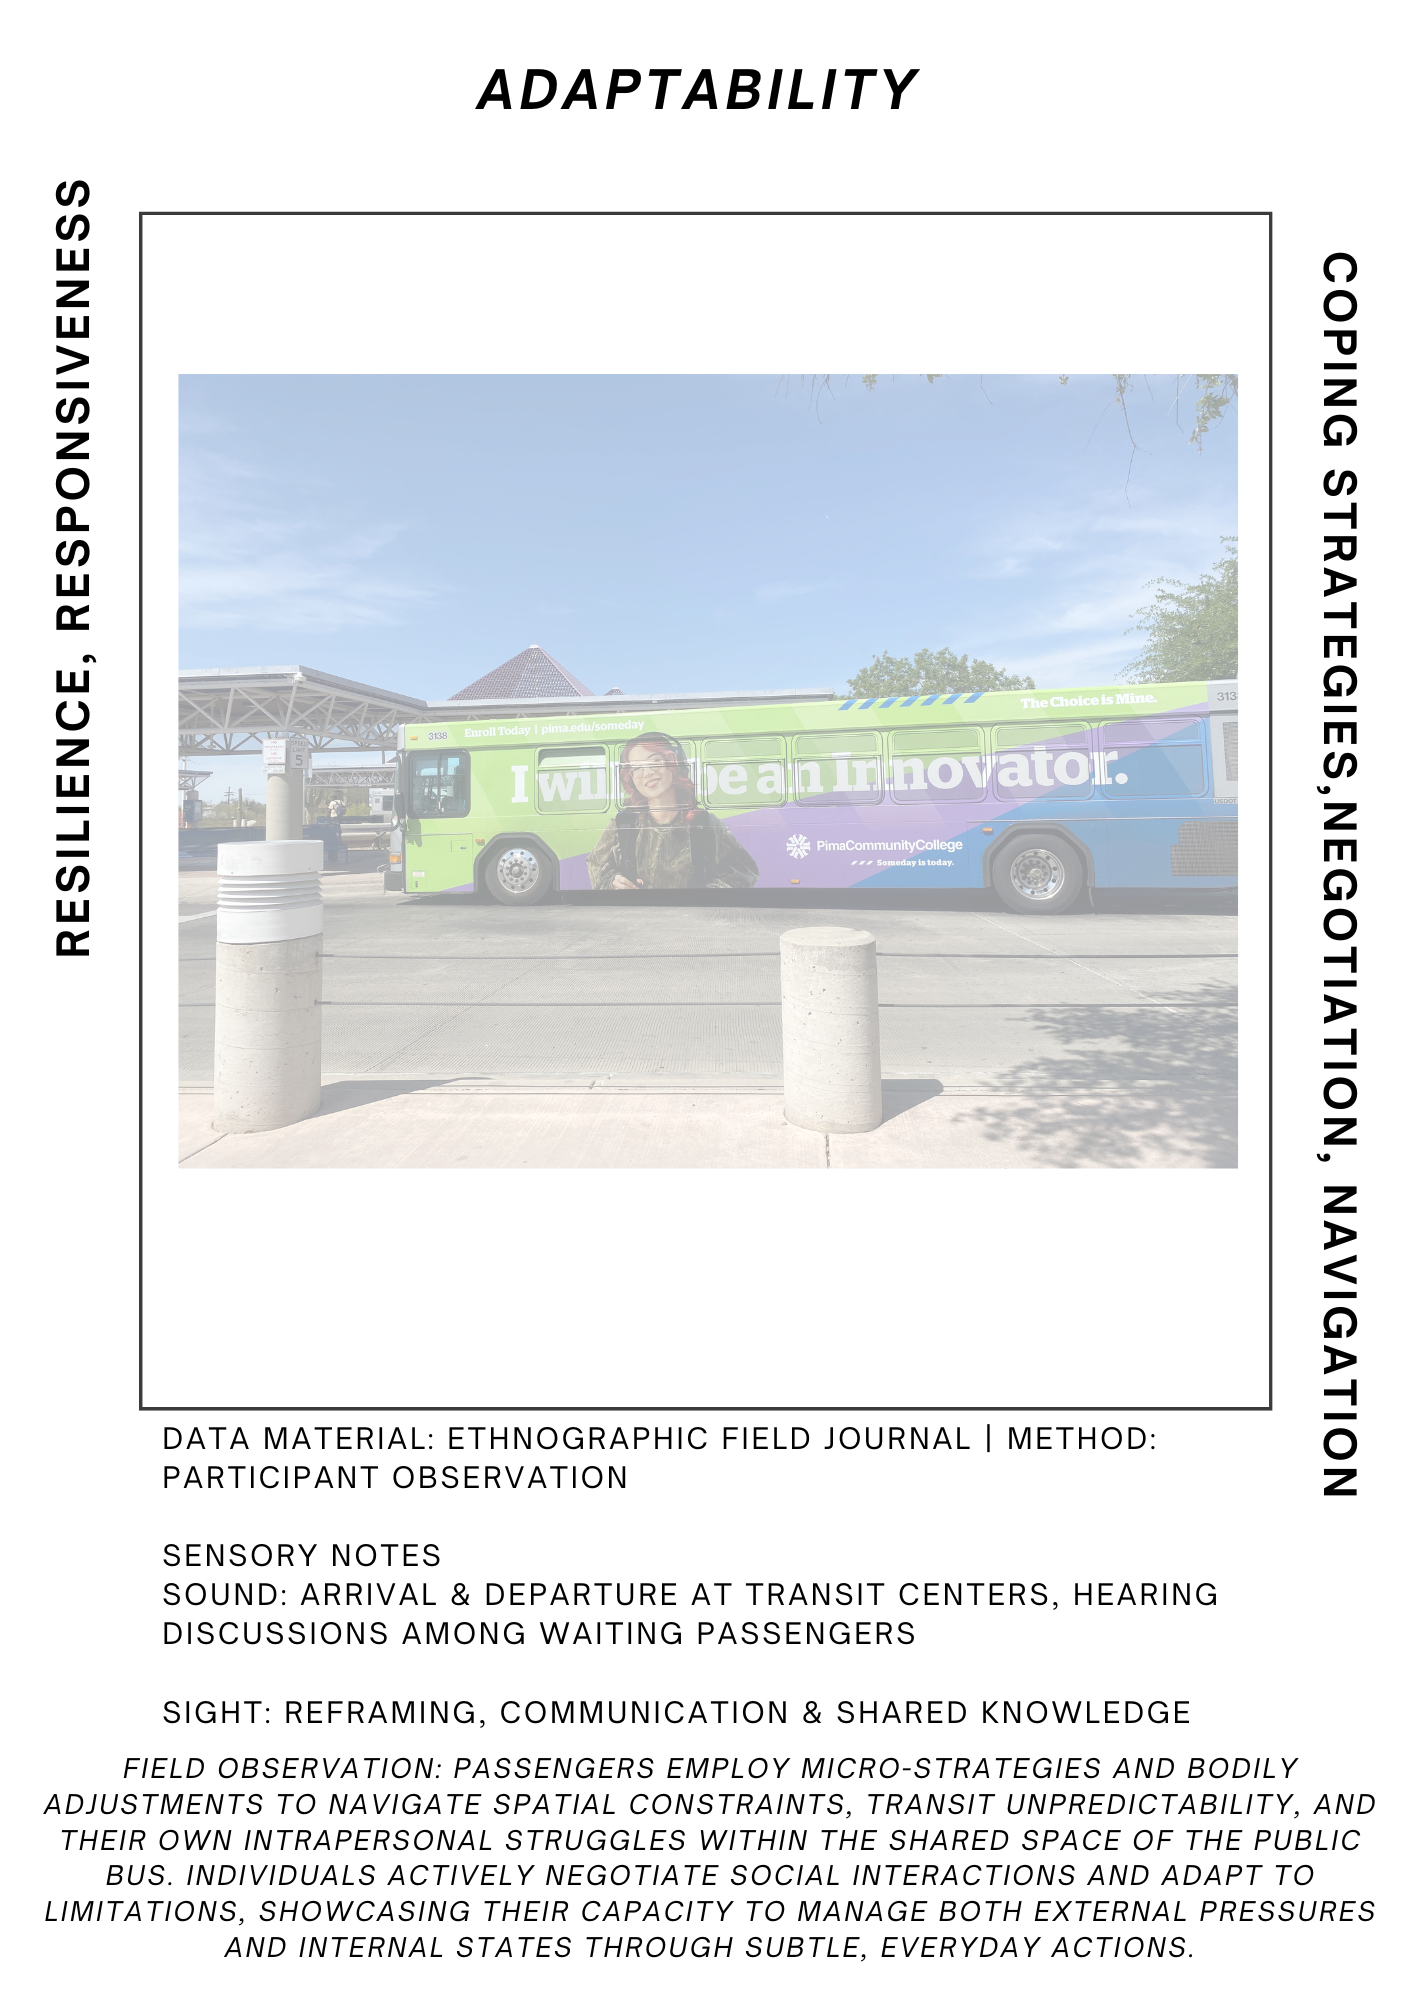 ADAPTABILITY
RESILIENCE, RESPONSIVENESS
COPING STRATEGIES,NEGOTIATION, NAVIGATION
3138
Enroll Today | pima.edu/someday
The Choice is Mine.
313
I will be an Innovator.
SPEED
LIMIT
5
PimaCommunityCollege
Someday is today.
DATA MATERIAL: ETHNOGRAPHIC FIELD JOURNAL | METHOD:
PARTICIPANT OBSERVATION
SENSORY NOTES
SOUND: ARRIVAL & DEPARTURE AT TRANSIT CENTERS, HEARING
DISCUSSIONS AMONG WAITING PASSENGERS
SIGHT: REFRAMING, COMMUNICATION & SHARED KNOWLEDGE
FIELD OBSERVATION: PASSENGERS EMPLOY MICRO-STRATEGIES AND BODILY
ADJUSTMENTS TO NAVIGATE SPATIAL CONSTRAINTS, TRANSIT UNPREDICTABILITY, AND
THEIR OWN INTRAPERSONAL STRUGGLES WITHIN THE SHARED SPACE OF THE PUBLIC
BUS. INDIVIDUALS ACTIVELY NEGOTIATE SOCIAL INTERACTIONS AND ADAPT TO
LIMITATIONS, SHOWCASING THEIR CAPACITY TO MANAGE BOTH EXTERNAL PRESSURES
AND INTERNAL STATES THROUGH SUBTLE, EVERYDAY ACTIONS.